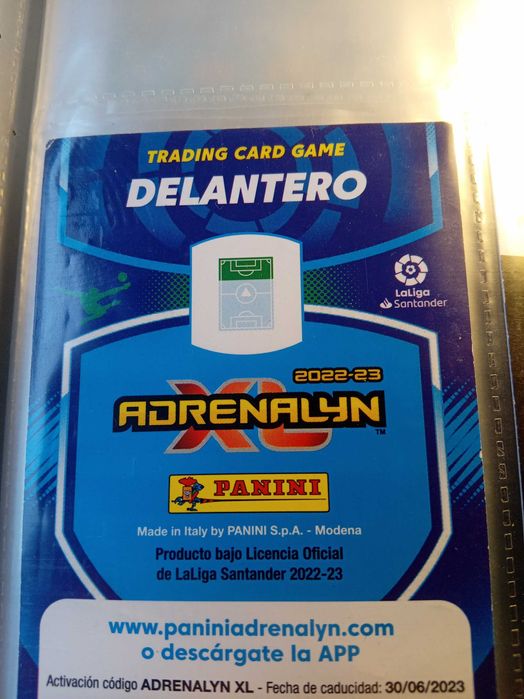 TRADING CARD GAME
DELANTERO
LaLiga
Santander
2022-23
ADRENALYN
XL
TM
PANINI
Made in Italy by PANINI S.p.A. - Modena
Producto bajo Licencia Oficial
de LaLiga Santander 2022-23
www.paniniadrenalyn.com
o descárgate la APP
Activación código ADRENALYN XL - Fecha de caducidad: 30/06/2023